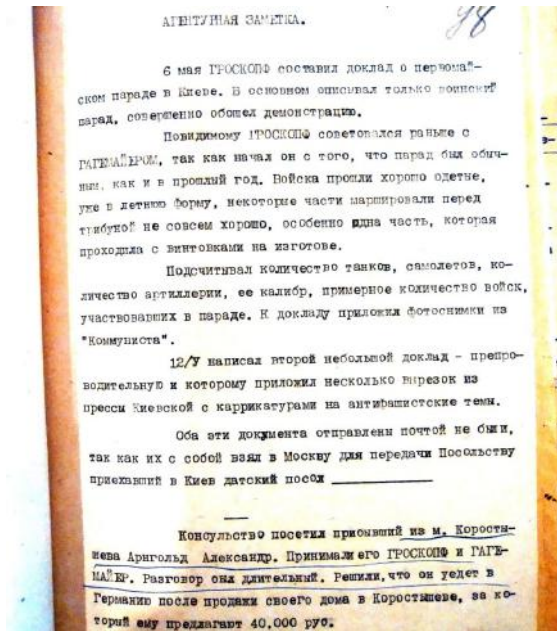 АГЕНТУРНАЯ ЗАМЕТКА.
98
6 мая ГРОСКОПФ составил доклад о первомай-
ском параде в Киеве. В основном описывал только воинский
парад, совершенно обошел демонстрацию.
Повидимому ГРОСКОПФ советовался раньше с
ГАГЕМАЙЕРОМ, так как начал он с того, что парад был обыч-
ным, как и в прошлый год. Войска прошли хорошо одетые,
уже в летнюю форму, некоторые части маршировали перед
трибуной не совсем хорошо, особенно одна часть, которая
проходила с винтовками на изготове.
Подсчитывал количество танков, самолетов, ко-
личество артиллерии, ее калибр, примерное количество войск,
участвовавших в параде. К докладу приложил фотоснимки из
"Коммуниста".
12/У написал второй небольшой доклад – препро-
водительную и которому приложил несколько вырезок из
прессы Киевской с каррикатурами на антифашистские темы.
Оба эти документа отправлены почтой не были,
так как их с собой взял в Москву для передачи Посольству
приехавший в Киев датский посол ___________
Консульство посетил прибывший из м. Коросты-
шева Арнгольд Александр. Принимали его ГРОСКОПФ и ГАГЕ-
МАЙЕР. Разговор был длительный. Решили, что он уедет в
Германию после продажи своего дома в Коростышеве, за ко-
торый ему предлагают 40.000 руб.